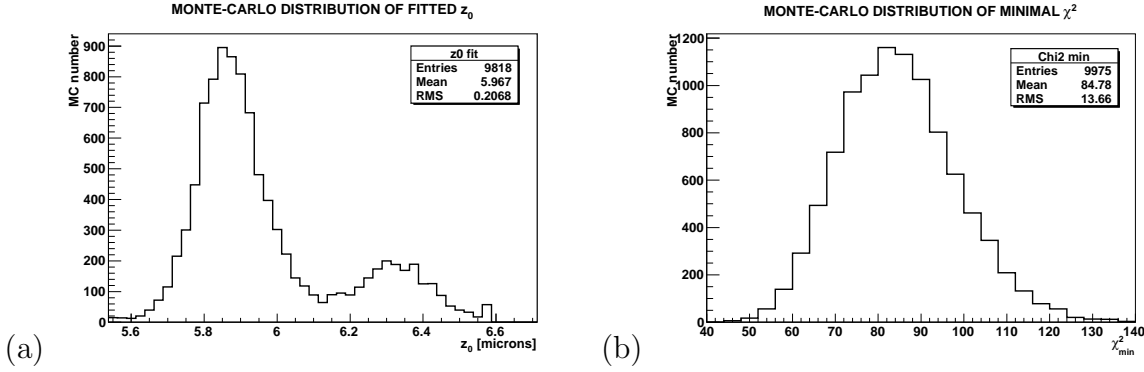 MONTE-CARLO DISTRIBUTION OF FITTED z0
MC number
900
800
700
600
500
400
300
200
100
0
z0 fit
Entries 9818
Mean 5.967
RMS 0.2068
5.6 5.8 6 6.2 6.4 6.6
z0 [microns]
(a)
MONTE-CARLO DISTRIBUTION OF MINIMAL χ²
MC number
1200
1000
800
600
400
200
0
Chi2 min
Entries 9975
Mean 84.78
RMS 13.66
40 50 60 70 80 90 100 110 120 130 140
χ²min
(b)